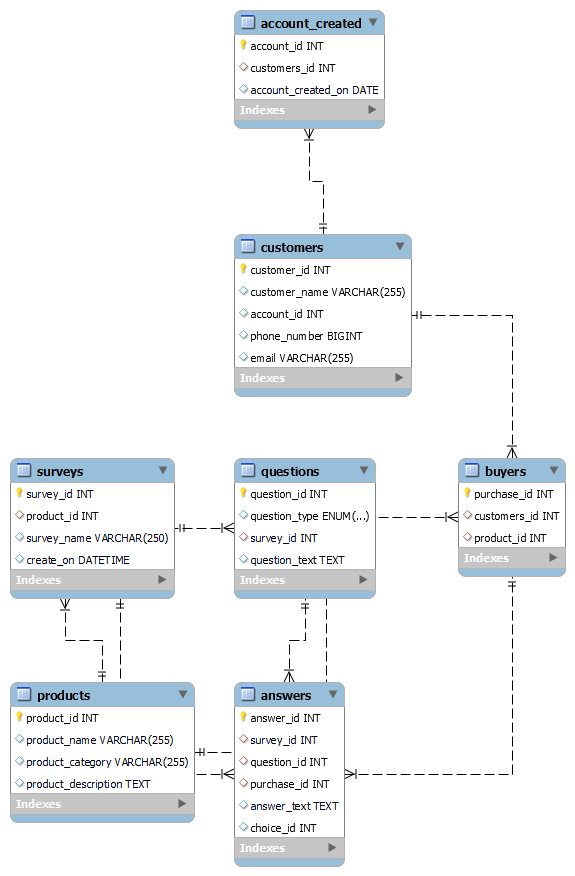 account_created
account_id INT
customers_id INT
account_created_on DATE
Indexes
customers
customer_id INT
customer_name VARCHAR(255)
account_id INT
phone_number BIGINT
email VARCHAR(255)
Indexes
surveys
survey_id INT
product_id INT
survey_name VARCHAR(250)
create_on DATETIME
Indexes
questions
question_id INT
question_type ENUM(...)
survey_id INT
question_text TEXT
Indexes
buyers
purchase_id INT
customers_id INT
product_id INT
Indexes
products
product_id INT
product_name VARCHAR(255)
product_category VARCHAR(255)
product_description TEXT
Indexes
answers
answer_id INT
survey_id INT
question_id INT
purchase_id INT
answer_text TEXT
choice_id INT
Indexes